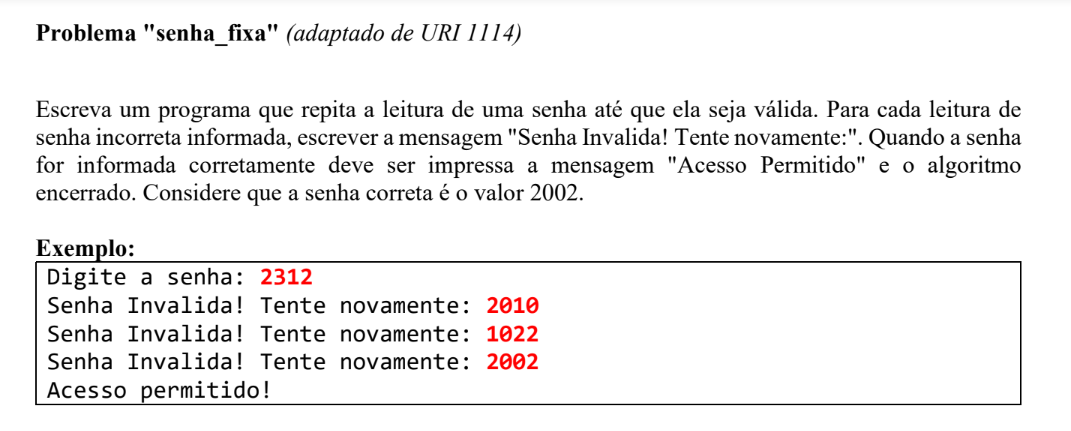 Problema "senha_fixa" (adaptado de URI 1114)
Escreva um programa que repita a leitura de uma senha até que ela seja válida. Para cada leitura de
senha incorreta informada, escrever a mensagem "Senha Invalida! Tente novamente:". Quando a senha
for informada corretamente deve ser impressa a mensagem "Acesso Permitido" e o algoritmo
encerrado. Considere que a senha correta é o valor 2002.
Exemplo:
Digite a senha: 2312
Senha Invalida! Tente novamente: 2010
Senha Invalida! Tente novamente: 1022
Senha Invalida! Tente novamente: 2002
Acesso permitido!